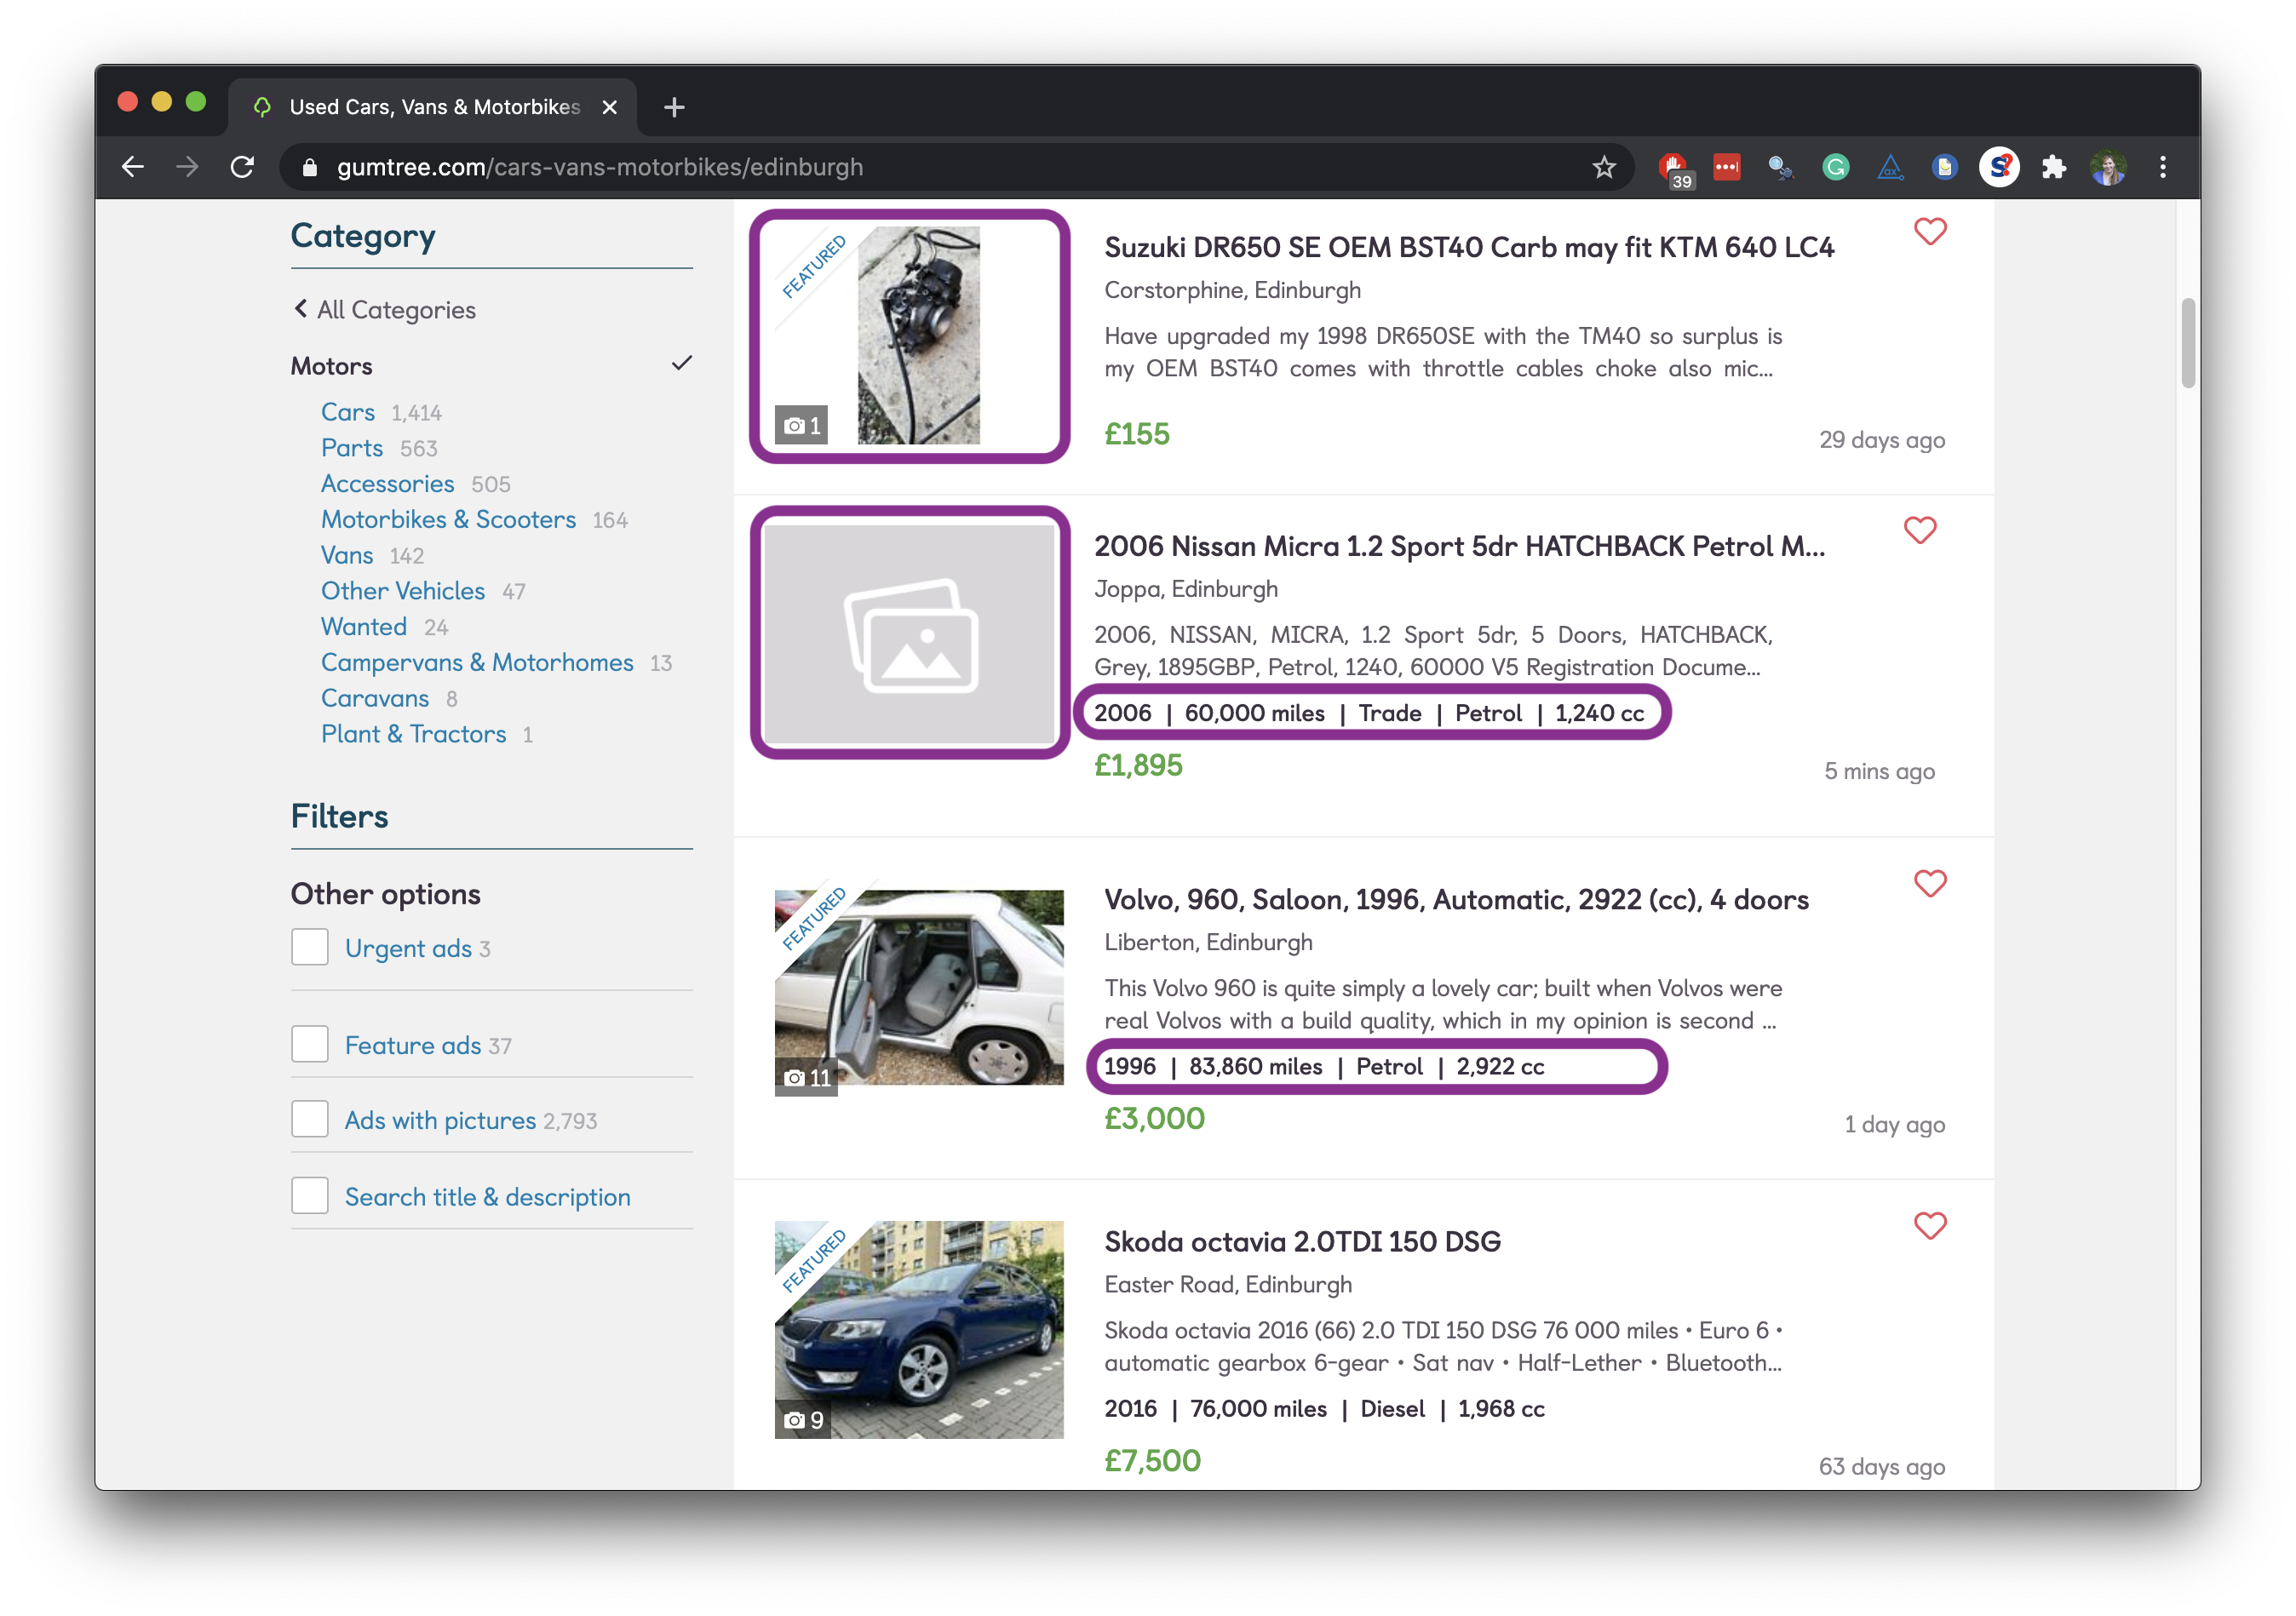 Used Cars, Vans & Motorbikes
gumtree.com/cars-vans-motorbikes/edinburgh
39
Category
All Categories
Motors
Cars 1,414
Parts 563
Accessories 505
Motorbikes & Scooters 164
Vans 142
Other Vehicles 47
Wanted 24
Campervans & Motorhomes 13
Caravans 8
Plant & Tractors 1
Filters
Other options
Urgent ads 3
Feature ads 37
Ads with pictures 2,793
Search title & description
FEATURED
1
Suzuki DR650 SE OEM BST40 Carb may fit KTM 640 LC4
Corstorphine, Edinburgh
Have upgraded my 1998 DR650SE with the TM40 so surplus is
my OEM BST40 comes with throttle cables choke also mic...
£155
29 days ago
2006 Nissan Micra 1.2 Sport 5dr HATCHBACK Petrol M...
Joppa, Edinburgh
2006, NISSAN, MICRA, 1.2 Sport 5dr, 5 Doors, HATCHBACK,
Grey, 1895GBP, Petrol, 1240, 60000 V5 Registration Docume...
2006 | 60,000 miles | Trade | Petrol | 1,240 cc
£1,895
5 mins ago
FEATURED
11
Volvo, 960, Saloon, 1996, Automatic, 2922 (cc), 4 doors
Liberton, Edinburgh
This Volvo 960 is quite simply a lovely car; built when Volvos were
real Volvos with a build quality, which in my opinion is second ...
1996 | 83,860 miles | Petrol | 2,922 cc
£3,000
1 day ago
FEATURED
9
Skoda octavia 2.0TDI 150 DSG
Easter Road, Edinburgh
Skoda octavia 2016 (66) 2.0 TDI 150 DSG 76 000 miles • Euro 6 •
automatic gearbox 6-gear • Sat nav • Half-Lether • Bluetooth...
2016 | 76,000 miles | Diesel | 1,968 cc
£7,500
63 days ago